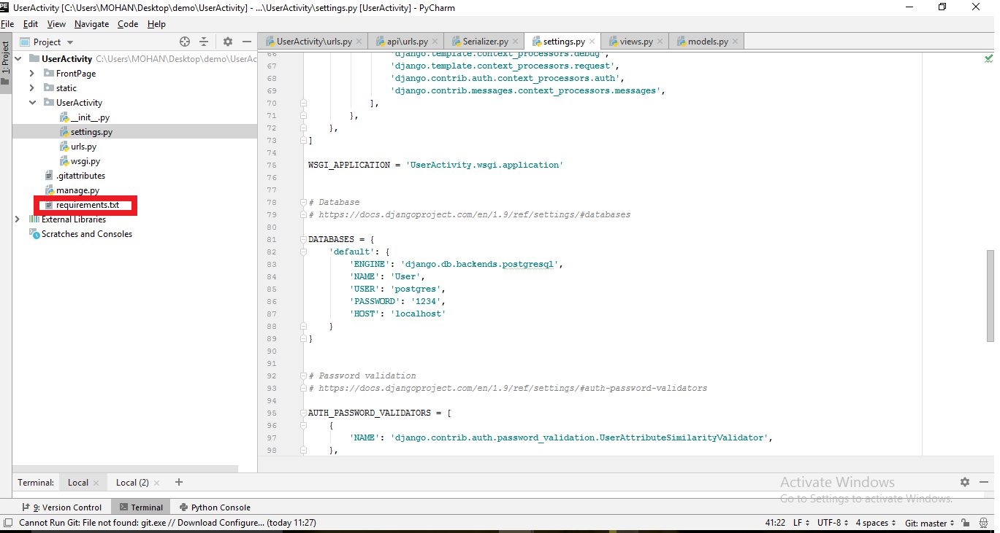 UserActivity [C:\Users\MOHAN\Desktop\demo\UserActivity] - ...\UserActivity\settings.py [UserActivity] - PyCharm
File Edit View Navigate Code Help
Project
UserActivity\urls.py
api\urls.py
Serializer.py
settings.py
views.py
models.py
1: Project
UserActivity C:\Users\MOHAN\Desktop\demo\UserAc
FrontPage
static
UserActivity
__init__.py
settings.py
urls.py
wsgi.py
.gitattributes
manage.py
requirements.txt
External Libraries
Scratches and Consoles
66 'django.template.context_processors.debug',
67 'django.template.context_processors.request',
68 'django.contrib.auth.context_processors.auth',
69 'django.contrib.messages.context_processors.messages',
70 ],
71 },
72 },
73 ]
74
75 WSGI_APPLICATION = 'UserActivity.wsgi.application'
76
77
78 # Database
79 # https://docs.djangoproject.com/en/1.9/ref/settings/#databases
80
81 DATABASES = {
82 'default': {
83 'ENGINE': 'django.db.backends.postgresql',
84 'NAME': 'User',
85 'USER': 'postgres',
86 'PASSWORD': '1234',
87 'HOST': 'localhost'
88 }
89 }
90
91
92 # Password validation
93 # https://docs.djangoproject.com/en/1.9/ref/settings/#auth-password-validators
94
95 AUTH_PASSWORD_VALIDATORS = [
96 {
97 'NAME': 'django.contrib.auth.password_validation.UserAttributeSimilarityValidator',
98 },
Terminal: Local Local (2) +
Activate Windows
Go to Settings to activate Windows.
9: Version Control Terminal Python Console
Cannot Run Git: File not found: git.exe // Download Configure... (today 11:27)
41:22 LF UTF-8 4 spaces Git: master